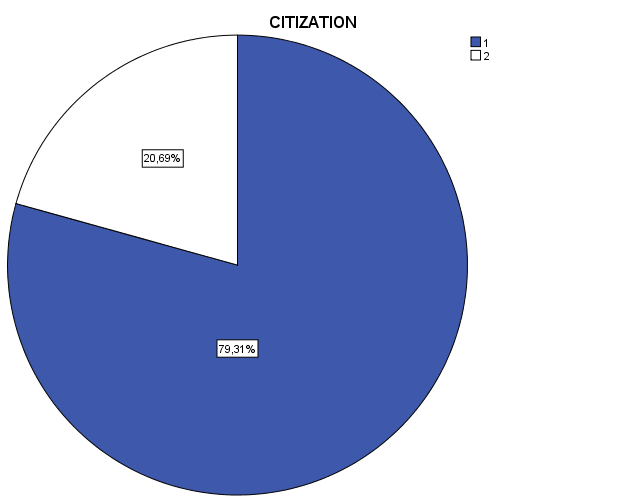 CITIZATION
1
2
20,69%
79,31%